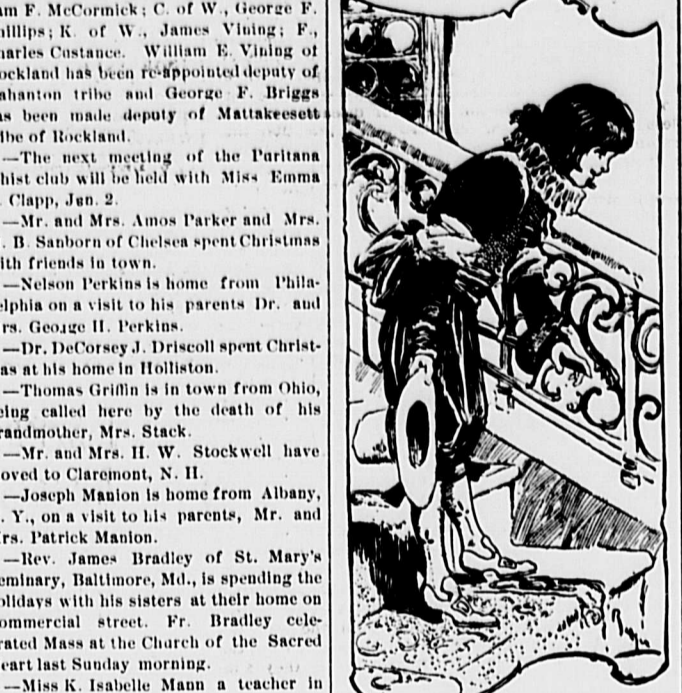 am F. McCormick; C. of W., George F.
illips; K. of W., James Vining; F.,
harles Custance. William E. Vining of
ockland has been re-appointed deputy of
ahanton tribe and George F. Briggs
as been made deputy of Mattakeesett
ibe of Rockland.
—The next meeting of the Puritana
hist club will be held with Miss Emma
. Clapp, Jan. 2.
—Mr. and Mrs. Amos Parker and Mrs.
. B. Sanborn of Chelsea spent Christmas
ith friends in town.
—Nelson Perkins is home from Phila-
elphia on a visit to his parents Dr. and
rs. George H. Perkins.
—Dr. DeCorsey J. Driscoll spent Christ-
as at his home in Holliston.
—Thomas Griffin is in town from Ohio,
eing called here by the death of his
randmother, Mrs. Stack.
—Mr. and Mrs. H. W. Stockwell have
oved to Claremont, N. H.
—Joseph Manion is home from Albany,
. Y., on a visit to his parents, Mr. and
rs. Patrick Manion.
—Rev. James Bradley of St. Mary's
eminary, Baltimore, Md., is spending the
olidays with his sisters at their home on
ommercial street. Fr. Bradley cele-
rated Mass at the Church of the Sacred
eart last Sunday morning.
—Miss K. Isabelle Mann a teacher in